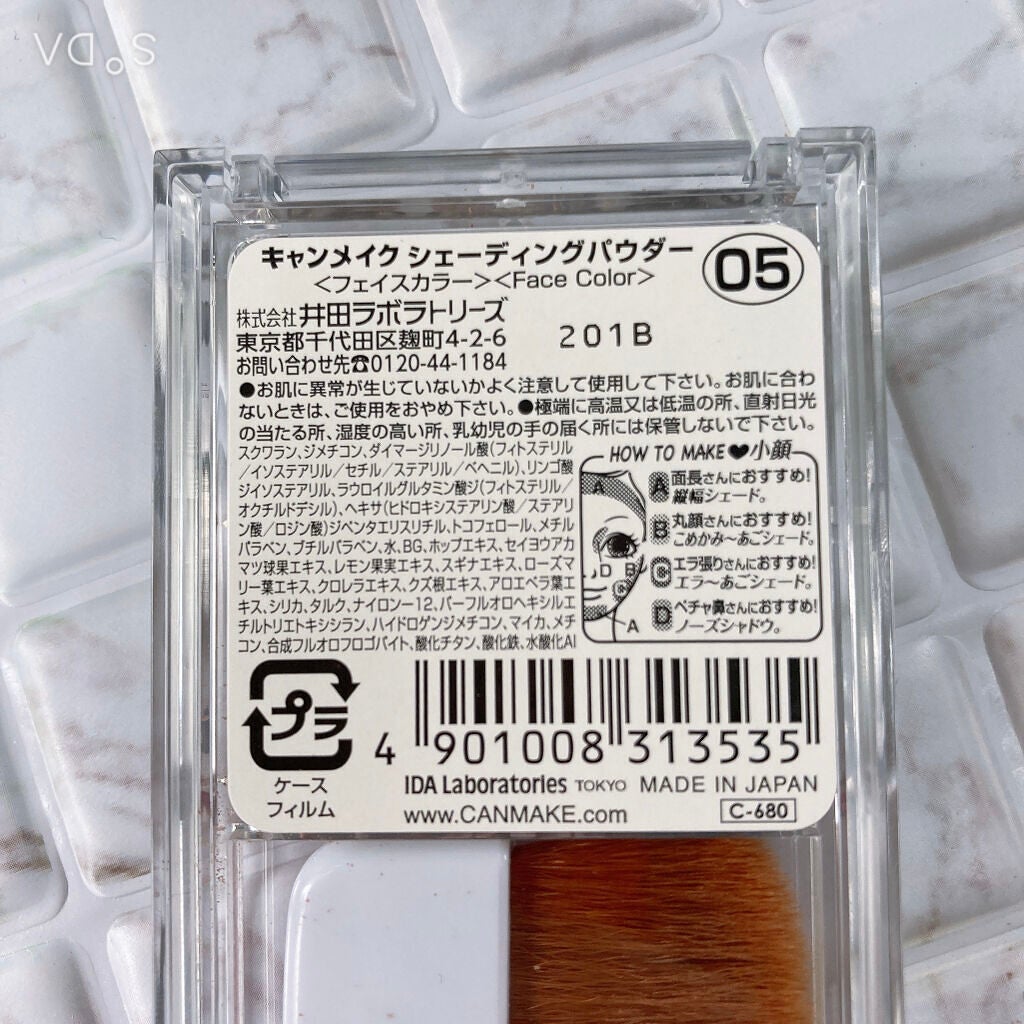 VD.S
キャンメイク シェーディングパウダー
<フェイスカラー><Face Color>
05
株式会社 井田ラボラトリーズ
東京都千代田区麹町4-2-6
201B
お問い合わせ先☎0120-44-1184
●お肌に異常が生じていないかよく注意して使用して下さい。お肌に合わ
ないときは、ご使用をおやめ下さい。●極端に高温又は低温の所、直射日光
の当たる所、湿度の高い所、乳幼児の手の届く所には保管しないで下さい。
スクワラン、ジメチコン、ダイマージリノール酸(フィトステリル
/イソステアリル/セチル/ステアリル/ベヘニル)、リンゴ酸
ジイソステアリル、ラウロイルグルタミン酸ジ(フィトステリル/
オクチルドデシル)、ヘキサ(ヒドロキシステアリン酸/ステアリ
ン酸/ロジン酸)ジペンタエリスリチル、トコフェロール、メチル
パラベン、ブチルパラベン、水、BG、ホップエキス、セイヨウアカ
マツ球果エキス、レモン果実エキス、スギナエキス、ローズマ
リー葉エキス、クロレラエキス、クズ根エキス、アロエベラ葉エ
キス、シリカ、タルク、ナイロン-12、パーフルオロヘキシルエ
チルトリエトキシシラン、ハイドロゲンジメチコン、マイカ、メチ
コン、合成フルオロフロゴパイト、酸化チタン、酸化鉄、水酸化Al
HOW TO MAKE♥小顔
A 面長さんにおすすめ!
縦幅シェード。
B 丸顔さんにおすすめ!
こめかみ〜あごシェード。
C エラ張りさんにおすすめ!
エラ〜あごシェード。
D ペチャ鼻さんにおすすめ!
ノーズシャドウ。
A
D
B
C
A
プラ
ケース
フィルム
4 901008 313535
IDA Laboratories TOKYO MADE IN JAPAN
www.CANMAKE.com
C-680